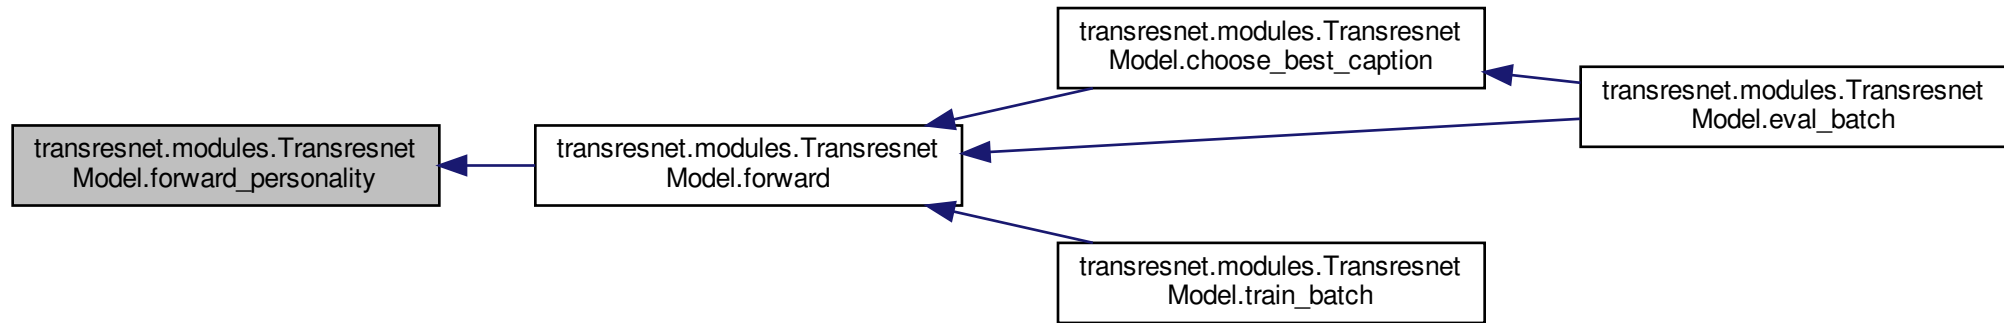 transresnet.modules.Transresnet
Model.forward_personality
transresnet.modules.Transresnet
Model.forward
transresnet.modules.Transresnet
Model.choose_best_caption
transresnet.modules.Transresnet
Model.eval_batch
transresnet.modules.Transresnet
Model.train_batch